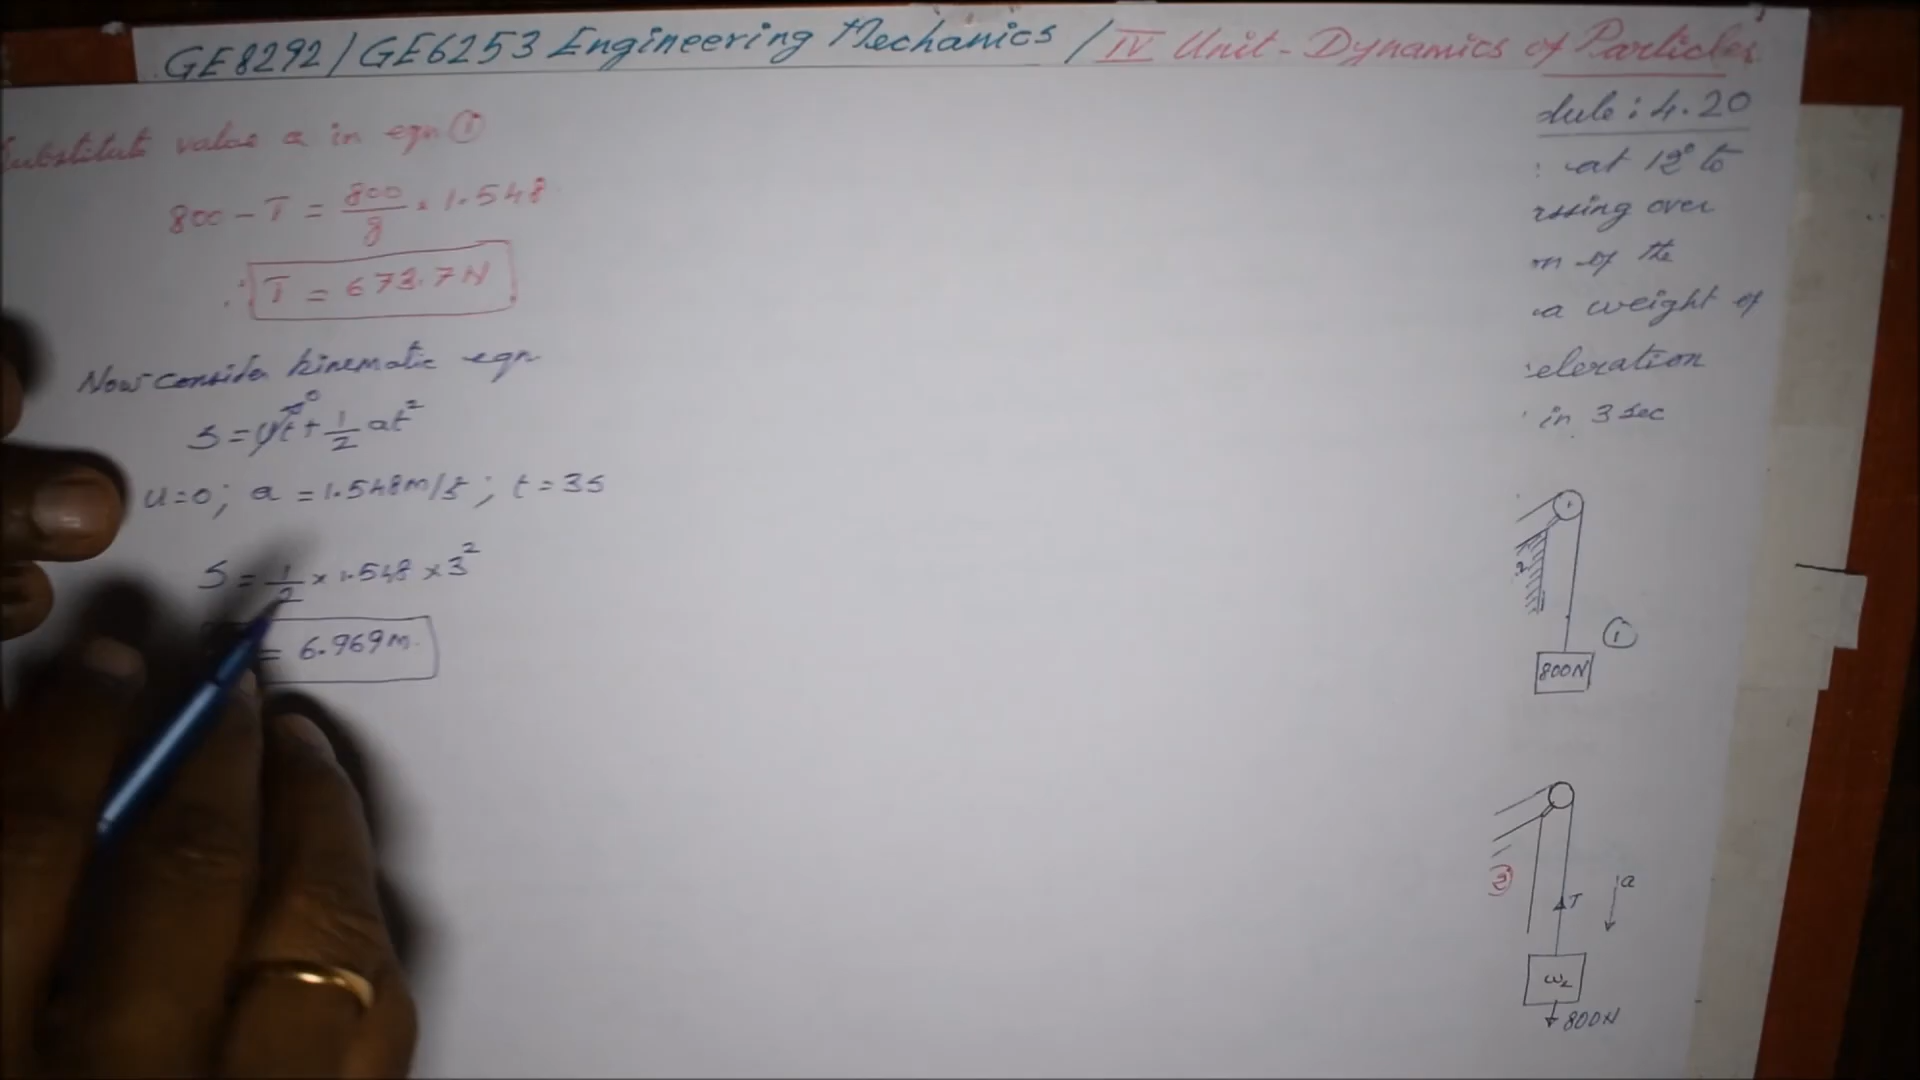 GE8292/GE6253 Engineering Mechanics / IV Unit - Dynamics of Particles
Substitute value a in eqn ①
800 - T = 800/g × 1.548
∴ T = 673.7N
Now consider kinematic eqn
S = ut + 1/2 at²
0
u=0; a = 1.548m/s; t = 3s
S = 1/2 × 1.548 × 3²
= 6.969m
dule: 4.20
at 12° to
ssing over
of the
a weight of
eleration
in 3 sec
①
800N
②
T
a
W₂
800N